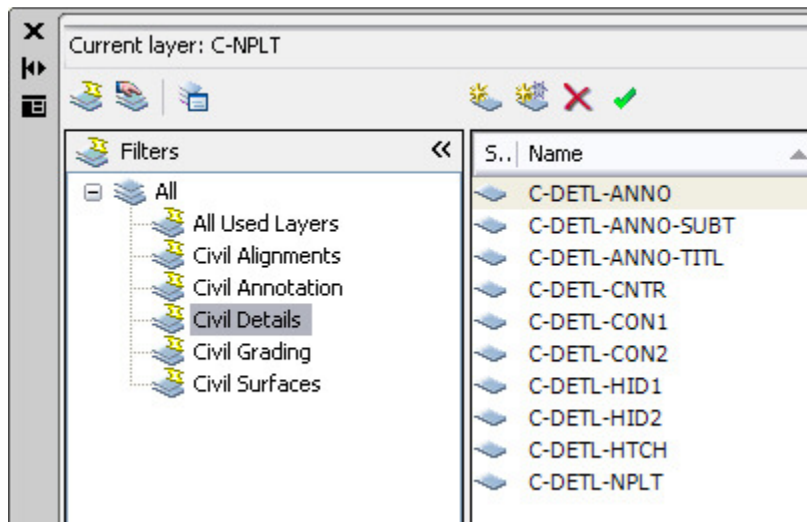 Current layer: C-NPLT
Filters
All
All Used Layers
Civil Alignments
Civil Annotation
Civil Details
Civil Grading
Civil Surfaces
S.. Name
C-DETL-ANNO
C-DETL-ANNO-SUBT
C-DETL-ANNO-TITL
C-DETL-CNTR
C-DETL-CON1
C-DETL-CON2
C-DETL-HID1
C-DETL-HID2
C-DETL-HTCH
C-DETL-NPLT